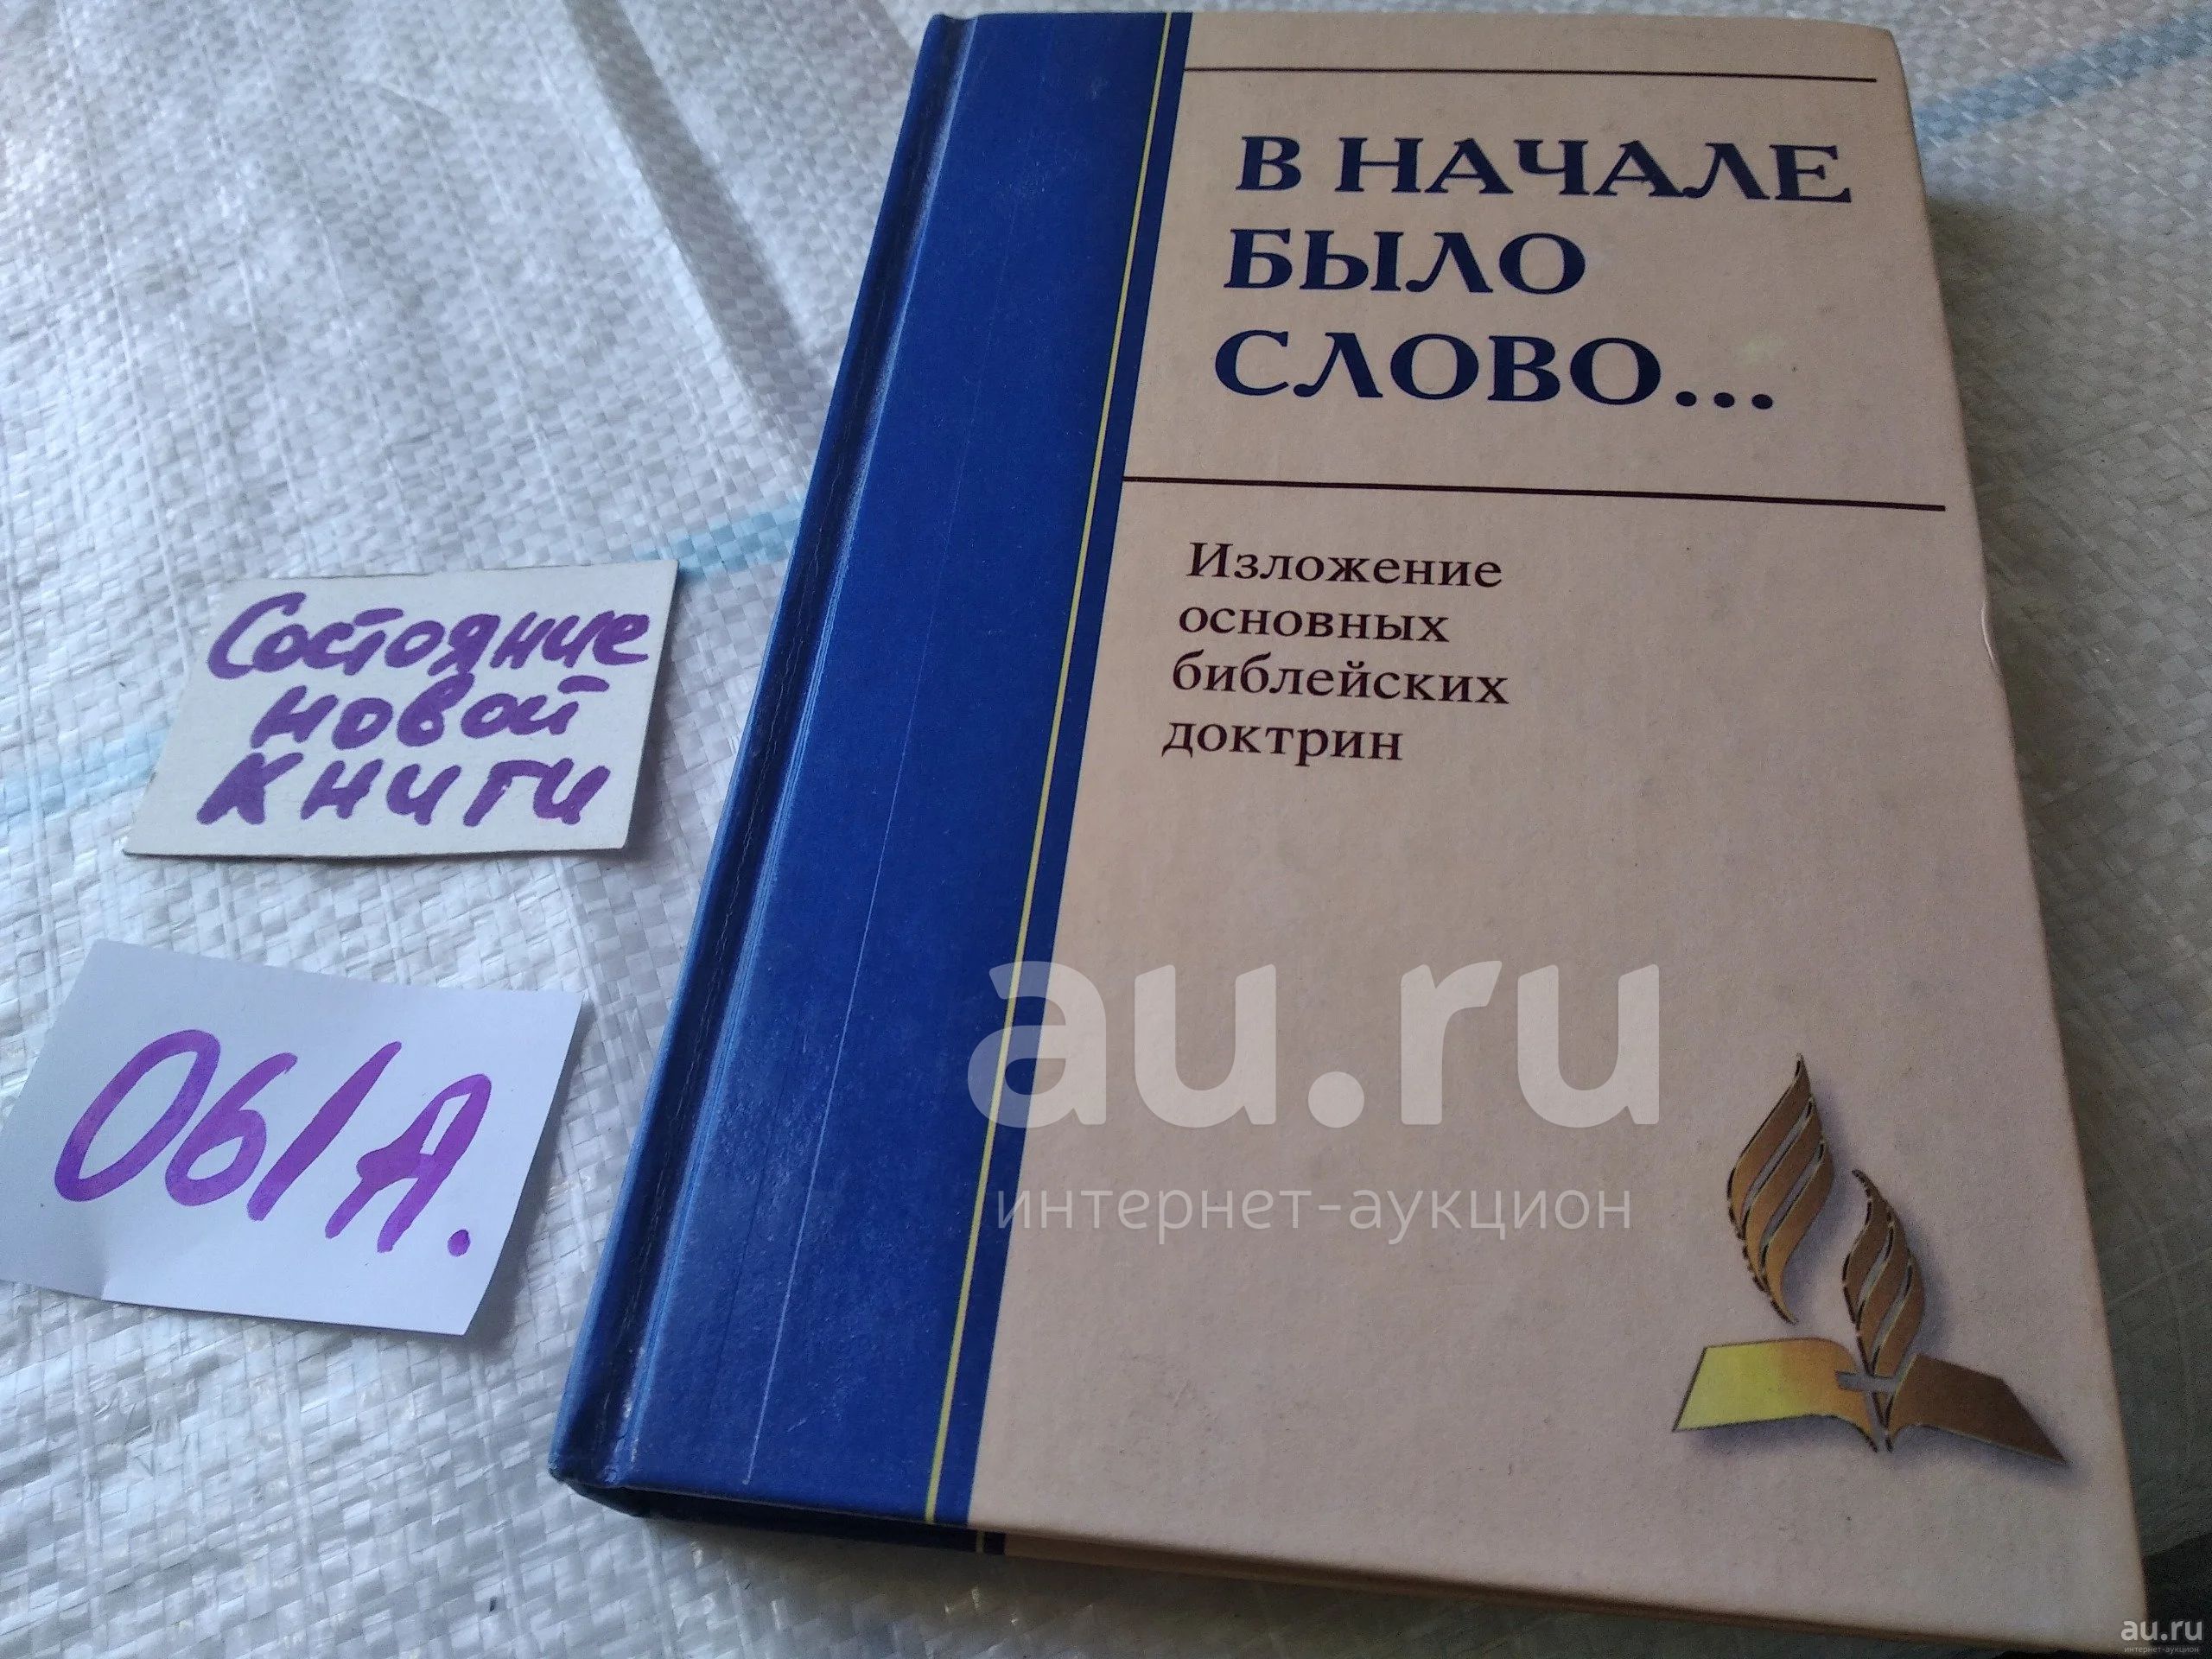 В НАЧАЛЕ
БЫЛО
СЛОВО...
Изложение
основных
библейских
доктрин
Состояние
новой
книги
061А.
au.ru
интернет-аукцион
au.ru
интернет-аукцион